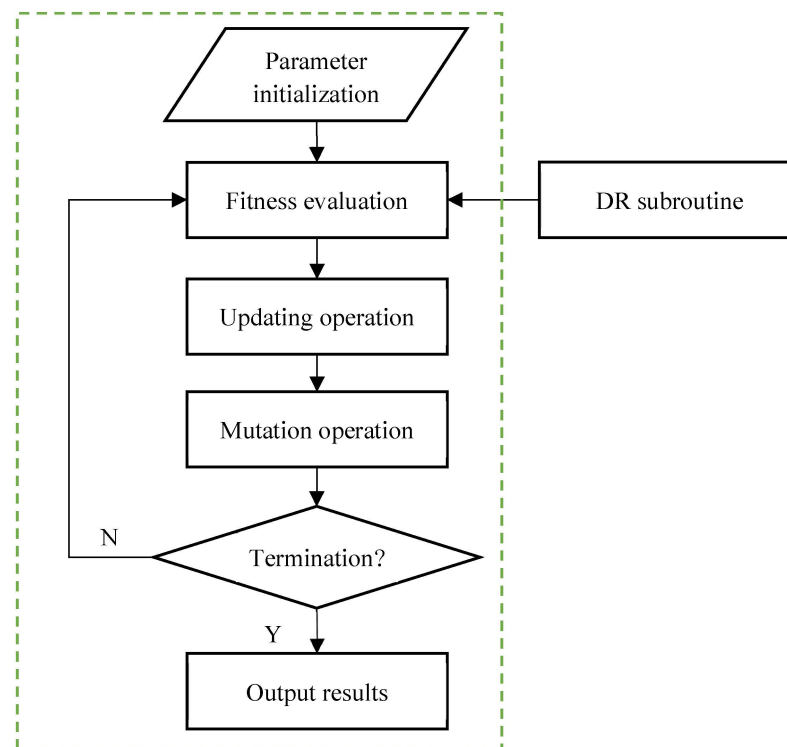 Parameter
initialization
Fitness evaluation
DR subroutine
Updating operation
Mutation operation
N
Termination?
Y
Output results